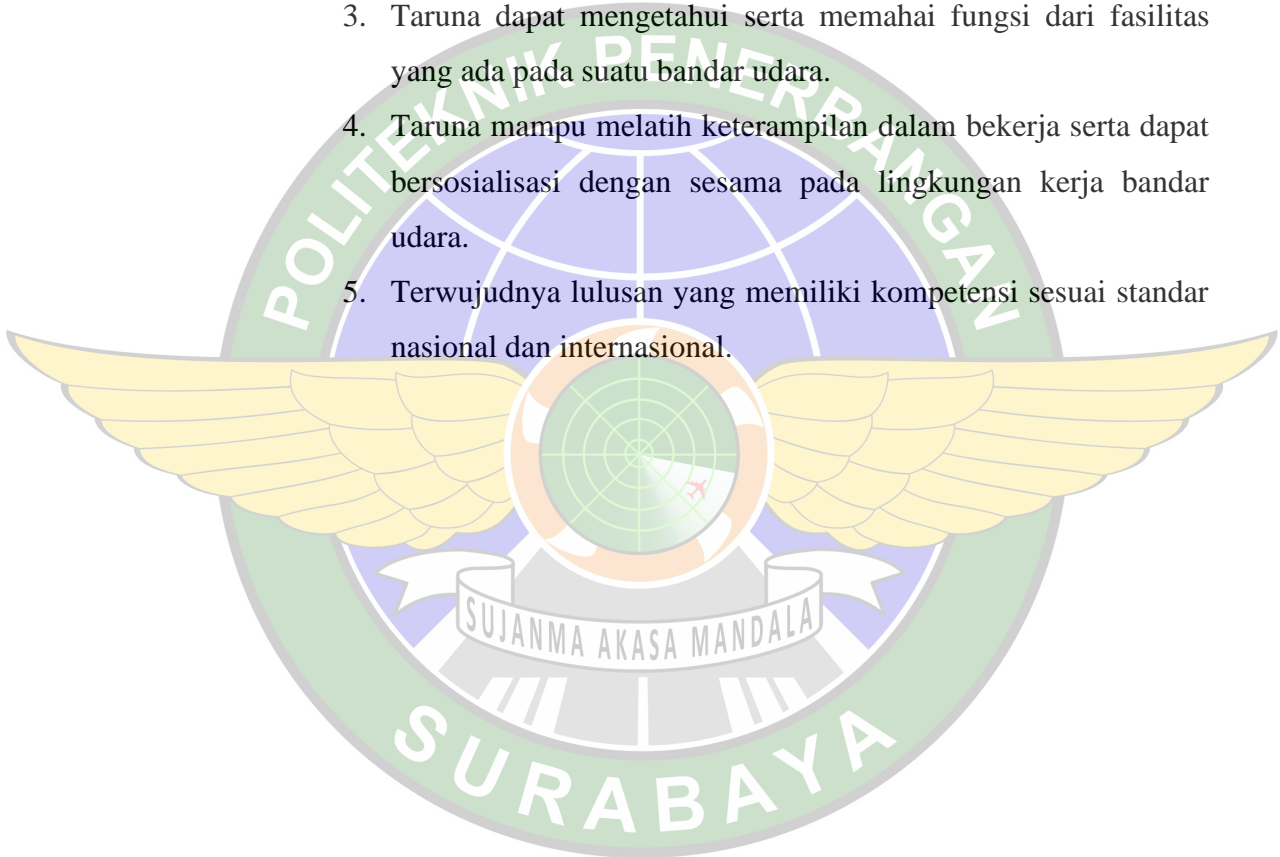 3. Taruna dapat mengetahui serta memahai fungsi dari fasilitas
yang ada pada suatu bandar udara.
4. Taruna mampu melatih keterampilan dalam bekerja serta dapat
bersosialisasi dengan sesama pada lingkungan kerja bandar
udara.
5. Terwujudnya lulusan yang memiliki kompetensi sesuai standar
nasional dan internasional.
POLITEKNIK PENERBANGAN
SUJANMA AKASA MANDALA
SURABAYA